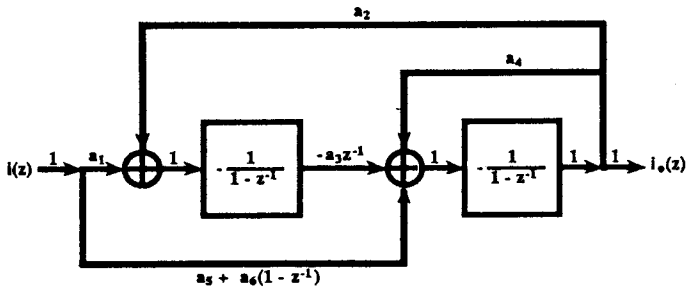 a₂
a₄
i(z) 1 a₁ 1 - 1 / 1 - z⁻¹ -a₃z⁻¹ 1 - 1 / 1 - z⁻¹ 1 1 iₒ(z)
a₅ + a₆(1 - z⁻¹)